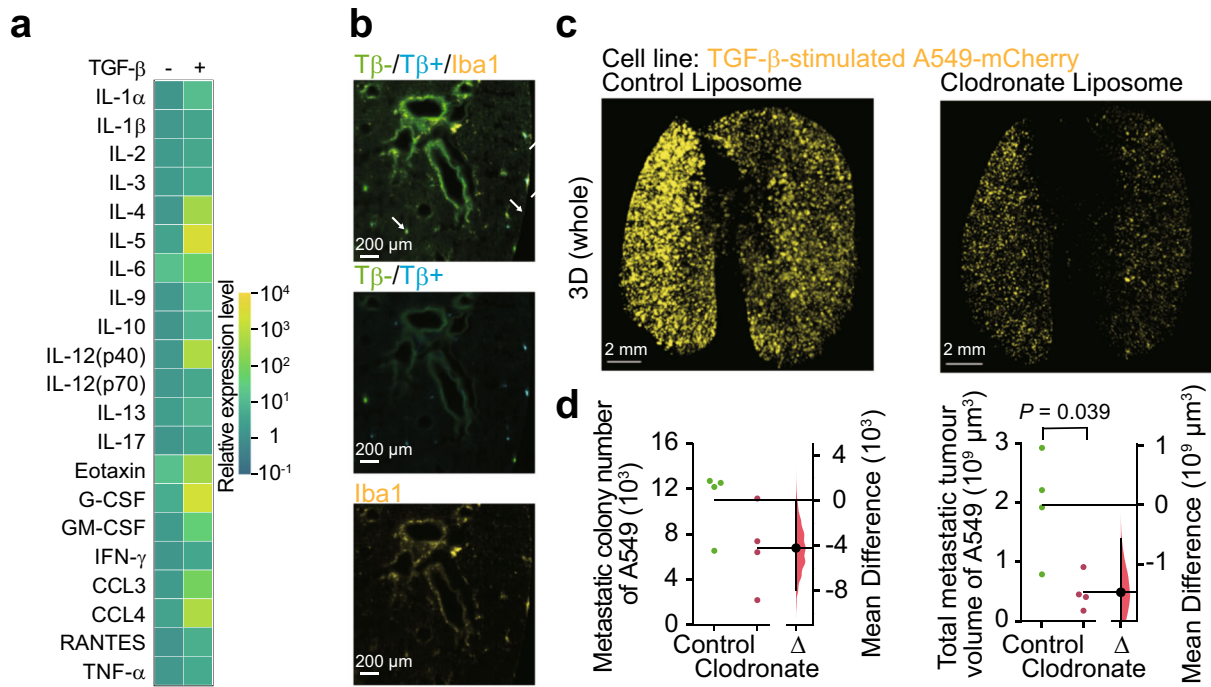 a
TGF-β - +
IL-1α
IL-1β
IL-2
IL-3
IL-4
IL-5
IL-6
IL-9
IL-10
IL-12(p40)
IL-12(p70)
IL-13
IL-17
Eotaxin
G-CSF
GM-CSF
IFN-γ
CCL3
CCL4
RANTES
TNF-α
Relative expression level
10⁴
10³
10²
10¹
1
10⁻¹
b
Tβ-/Tβ+/Iba1
200 µm
Tβ-/Tβ+
200 µm
Iba1
200 µm
c
Cell line: TGF-β-stimulated A549-mCherry
Control Liposome
Clodronate Liposome
3D (whole)
2 mm
2 mm
d
Metastatic colony number
of A549 (10³)
16
12
8
4
0
4
0
-4
-8
Mean Difference (10³)
Control
Clodronate
Δ
P = 0.039
Total metastatic tumour
volume of A549 (10⁹ µm³)
3
2
1
0
1
0
-1
Mean Difference (10⁹ µm³)
Control
Clodronate
Δ